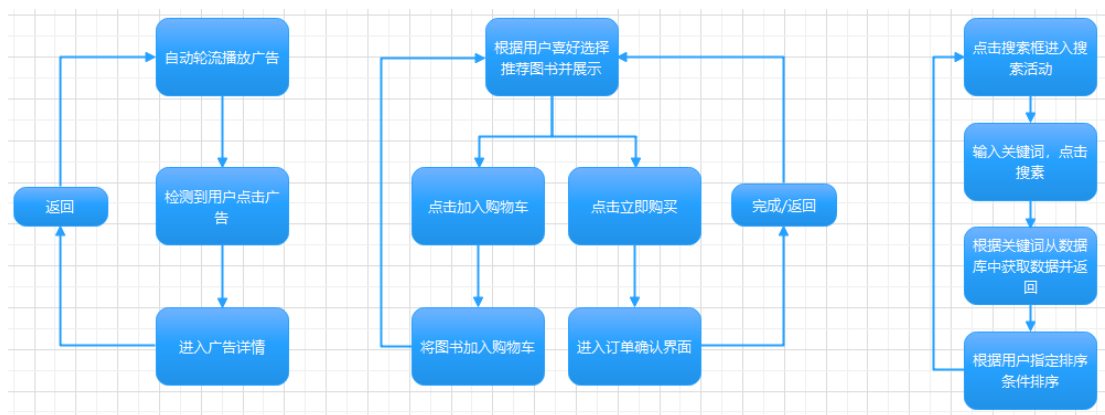 自动轮流播放广告
检测到用户点击广
告
返回
进入广告详情
根据用户喜好选择
推荐图书并展示
点击加入购物车
点击立即购买
完成/返回
将图书加入购物车
进入订单确认界面
点击搜素框进入搜
素活动
输入关键词，点击
搜素
根据关键词从数据
库中获取数据并返
回
根据用户指定排序
条件排序